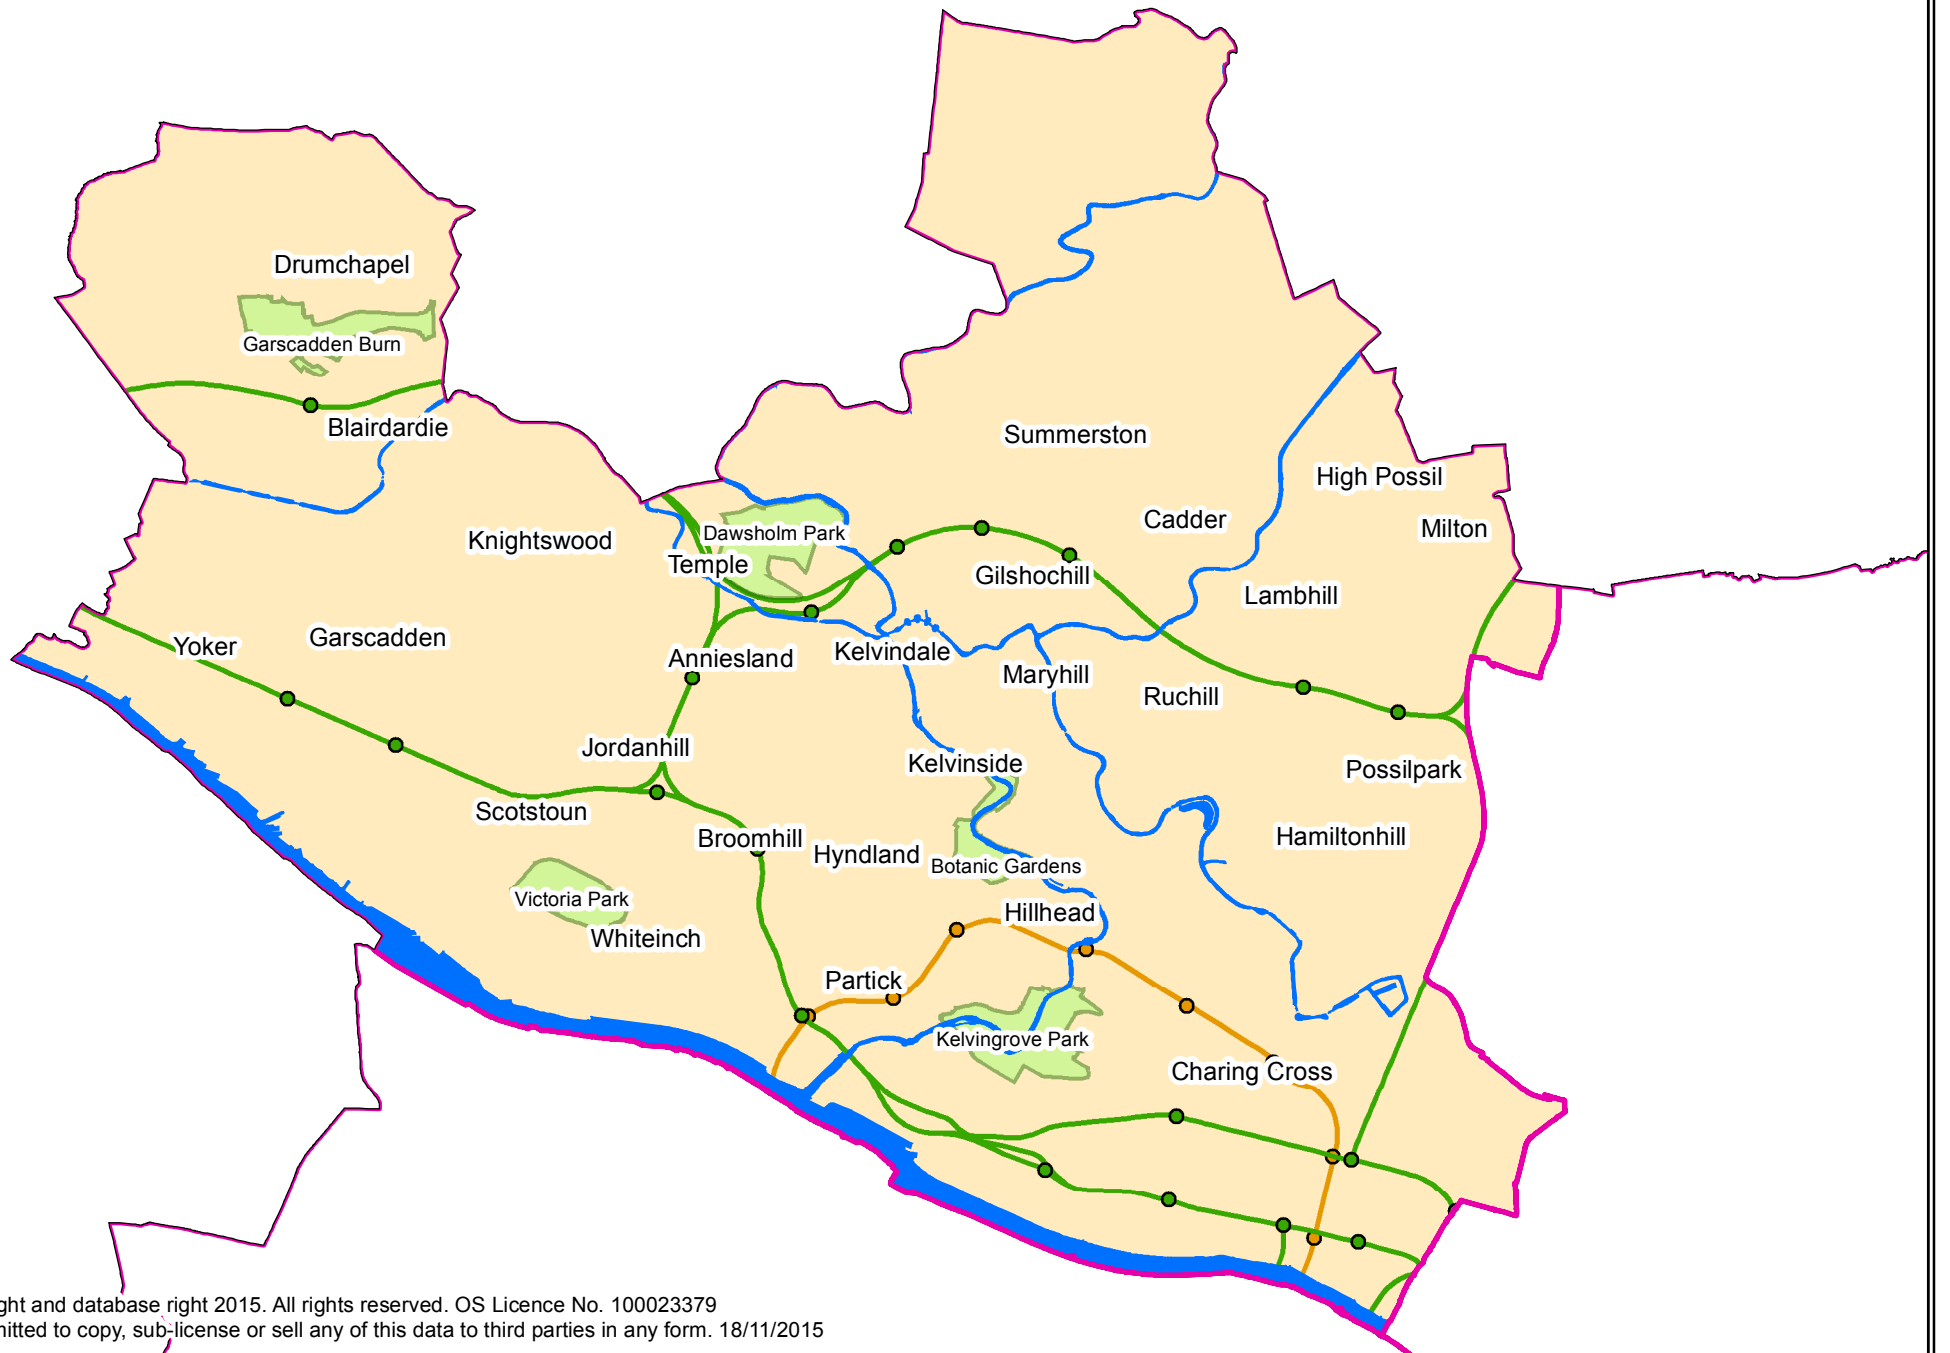 Drumchapel
Garscadden Burn
Blairdardie
Summerston
High Possil
Cadder
Milton
Knightswood
Dawsholm Park
Temple
Gilshochill
Lambhill
Yoker
Garscadden
Anniesland
Kelvindale
Maryhill
Ruchill
Jordanhill
Kelvinside
Possilpark
Scotstoun
Broomhill
Hyndland
Botanic Gardens
Hamiltonhill
Victoria Park
Hillhead
Whiteinch
Partick
Kelvingrove Park
Charing Cross
ght and database right 2015. All rights reserved. OS Licence No. 100023379
mitted to copy, sub-license or sell any of this data to third parties in any form. 18/11/2015